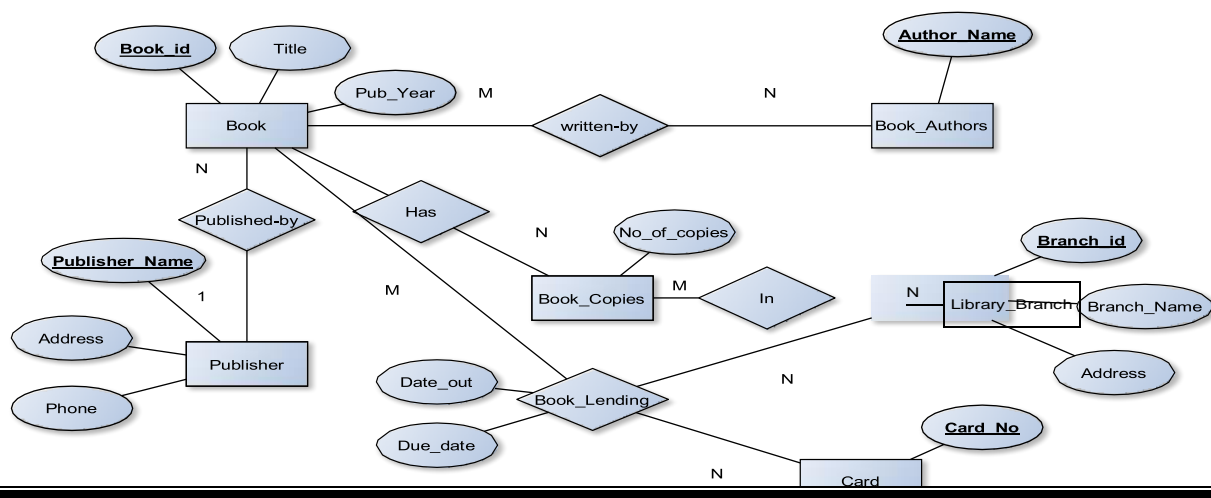 Author_Name
Book_id
Title
Pub_Year
M
N
Book
written-by
Book_Authors
N
Published-by
Has
N
No_of_copies
Branch_id
Publisher_Name
1
M
Book_Copies
M
In
N
Library_Branch
Branch_Name
Address
Publisher
Date_out
Book_Lending
N
Address
Phone
Due_date
Card_No
N
Card